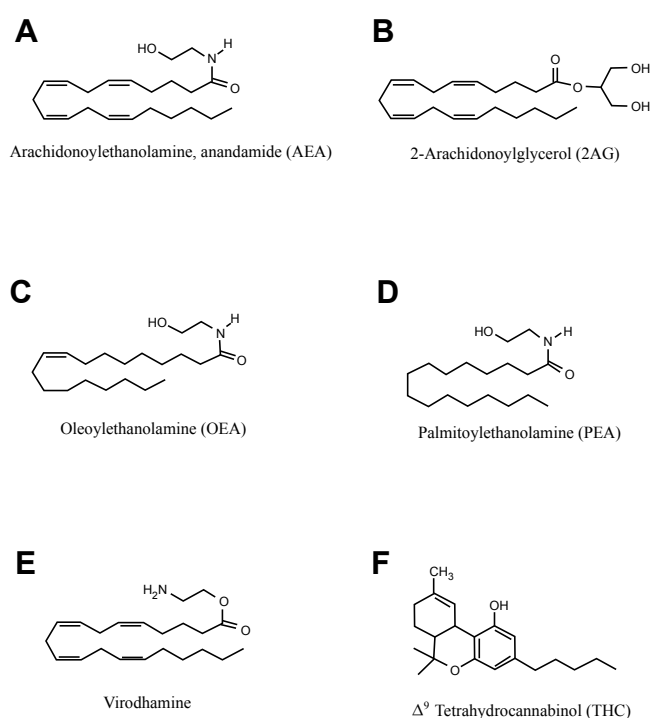 A
HO
N
H
O
Arachidonoylethanolamine, anandamide (AEA)
B
O
O
OH
OH
2-Arachidonoylglycerol (2AG)
C
HO
N
H
O
Oleoylethanolamine (OEA)
D
HO
N
H
O
Palmitoylethanolamine (PEA)
E
H₂N
O
O
Virodhamine
F
CH₃
OH
O
Δ⁹ Tetrahydrocannabinol (THC)